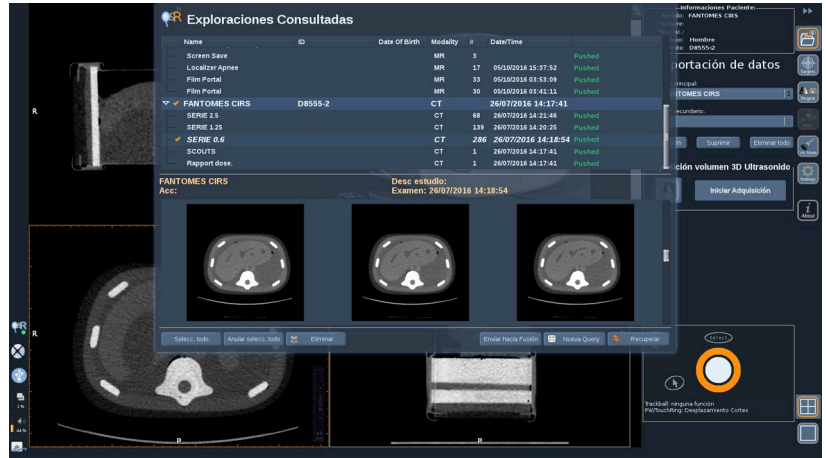 Exploraciones Consultadas
Name ID Date Of Birth Modality # Date/Time
Screen Save MR 3 Pushed
Localizer Apnee MR 17 05/10/2016 15:37:52 Pushed
Film Portal MR 33 05/10/2016 03:53:09 Pushed
Film Portal MR 30 05/10/2016 03:41:11 Pushed
FANTOMES CIRS D8555-2 CT 26/07/2016 14:17:41
SERIE 2.5 CT 68 26/07/2016 14:21:46 Pushed
SERIE 1.25 CT 139 26/07/2016 14:20:25 Pushed
SERIE 0.6 CT 286 26/07/2016 14:18:54 Pushed
SCOUTS CT 1 26/07/2016 14:17:41 Pushed
Rapport dose. CT 1 26/07/2016 14:17:41 Pushed
FANTOMES CIRS Desc estudio:
Acc: Examen: 26/07/2016 14:18:54
Selecc. todo Anular selecc. todo Eliminar Enviar hacia Fusión Nueva Query Recuperar
Informaciones Paciente:
FANTOMES CIRS
Hombre
D8555-2
portación de datos
NTOMES CIRS
Suprimir Eliminar todo
ción volumen 3D Ultrasonido
Iniciar Adquisición
Targets
Región
Settings
About
Select
Trackball: ninguna función
PW/TouchRing: Desplazamiento Cortes
R
R
P
P
1%
44%